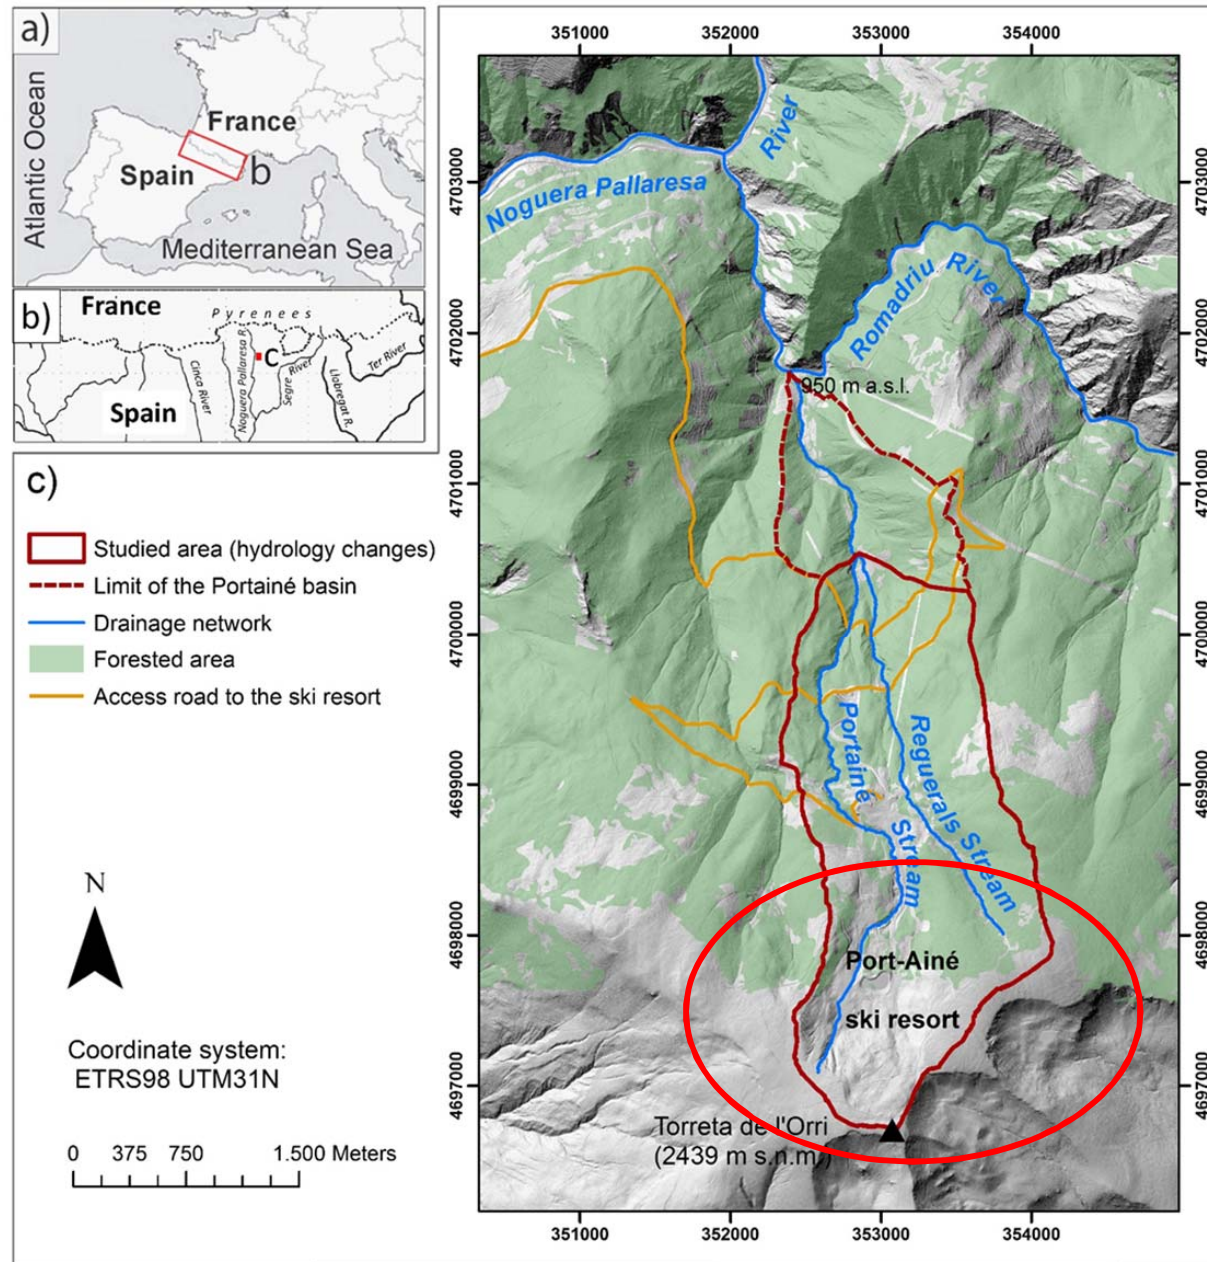 a)
Atlantic Ocean
France
Spain
b
Mediterranean Sea
b)
France
Pyrenees
c
Cinca River
Noguera Pallaresa R.
Segre River
Llobregat R.
Ter River
Spain
c)
Studied area (hydrology changes)
Limit of the Portainé basin
Drainage network
Forested area
Access road to the ski resort
N
Coordinate system:
ETRS98 UTM31N
0 375 750 1.500 Meters
351000 352000 353000 354000
4703000
4702000
4701000
4700000
4699000
4698000
4697000
Noguera Pallaresa
River
Romadriu River
950 m a.s.l.
Portainé
Stream
Reguerals Stream
Port-Ainé
ski resort
Torreta de l'Orri
(2439 m s.n.m.)
351000 352000 353000 354000